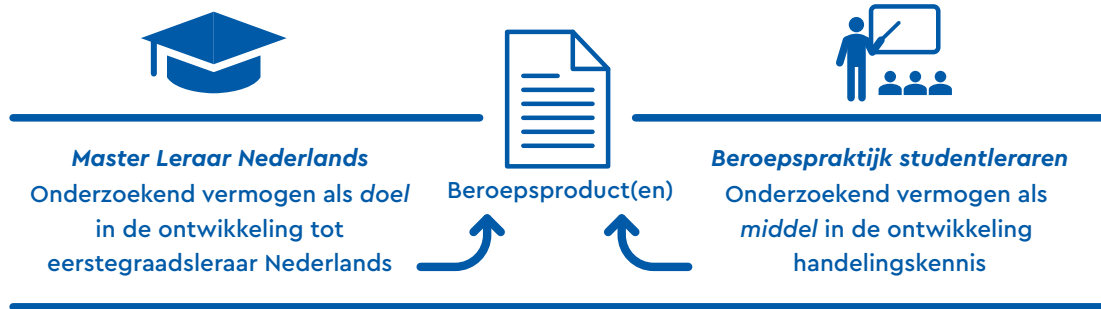 Master Leraar Nederlands
Onderzoekend vermogen als doel
in de ontwikkeling tot
eerstegraadsleraar Nederlands
Beroepsproduct(en)
Beroepspraktijk studentleraren
Onderzoekend vermogen als
middel in de ontwikkeling
handelingskennis